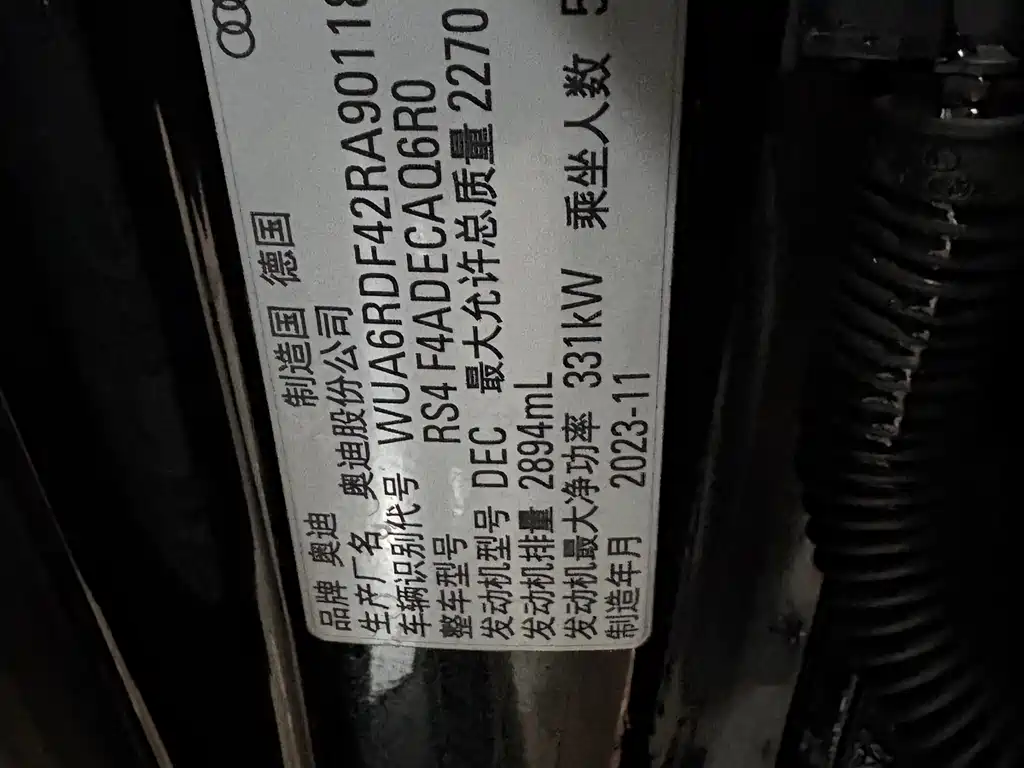 品牌 奥迪 制造国 德国
生产厂名 奥迪股份公司
车辆识别代号 WUA6RDF42RA90118
整车型号 RS4 F4ADECAQ6R0
发动机型号 DEC 最大允许总质量 2270
发动机排量 2894mL
发动机最大净功率 331kW 乘坐人数 5
制造年月 2023-11